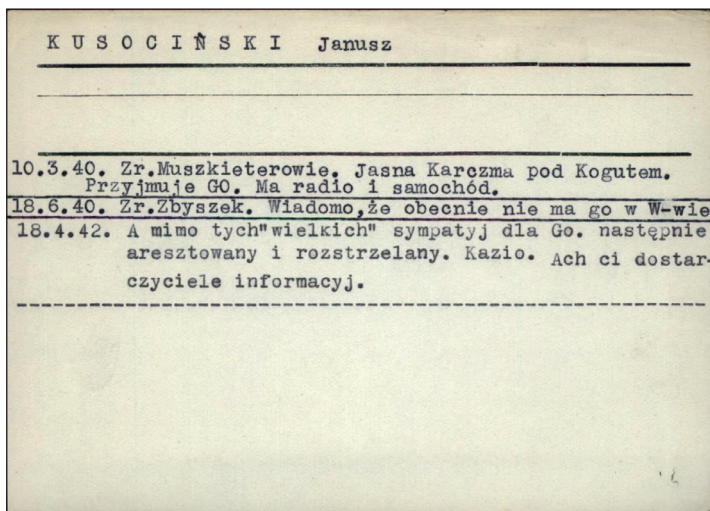 KUSOCIŃSKI Janusz
10.3.40. Zr.Muszkieterowie. Jasna Karczma pod Kogutem.
Przyjmuje GO. Ma radio i samochód.
18.6.40. Zr.Zbyszek. Wiadomo,że obecnie nie ma go w W-wie
18.4.42. A mimo tych"wielkich" sympatyj dla Go. następnie
aresztowany i rozstrzelany. Kazio. Ach ci dostar-
czyciele informacyj.